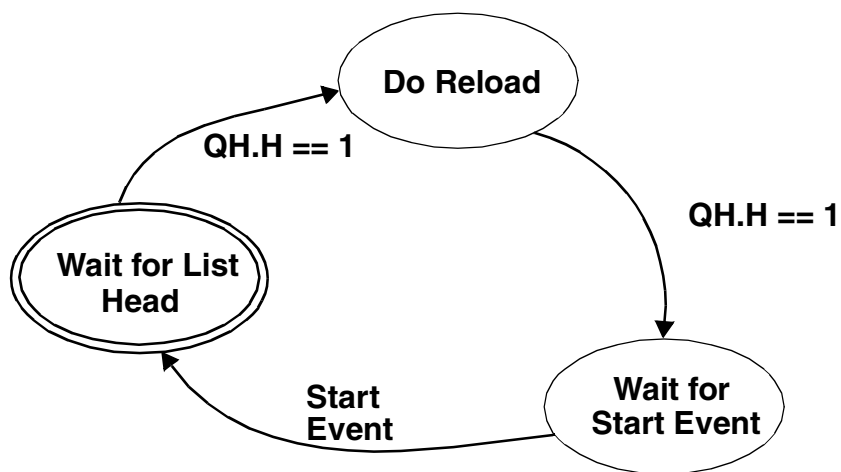 Do Reload
QH.H == 1
QH.H == 1
Wait for List
Head
Wait for
Start Event
Start
Event